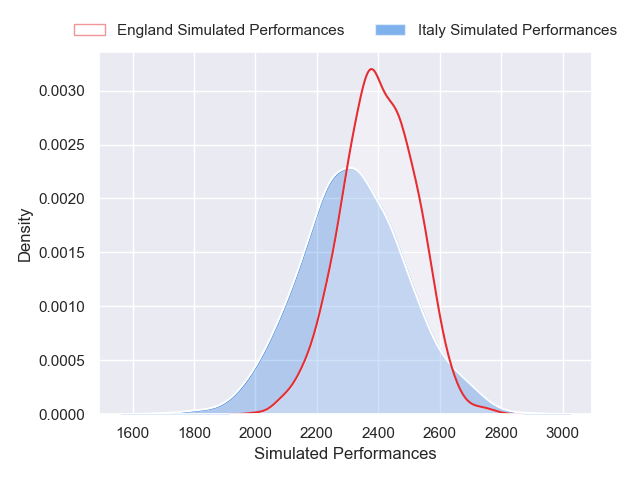 England Simulated Performances Italy Simulated Performances
0.0030
0.0025
0.0020
0.0015
0.0010
0.0005
0.0000
Density
1600 1800 2000 2200 2400 2600 2800 3000
Simulated Performances